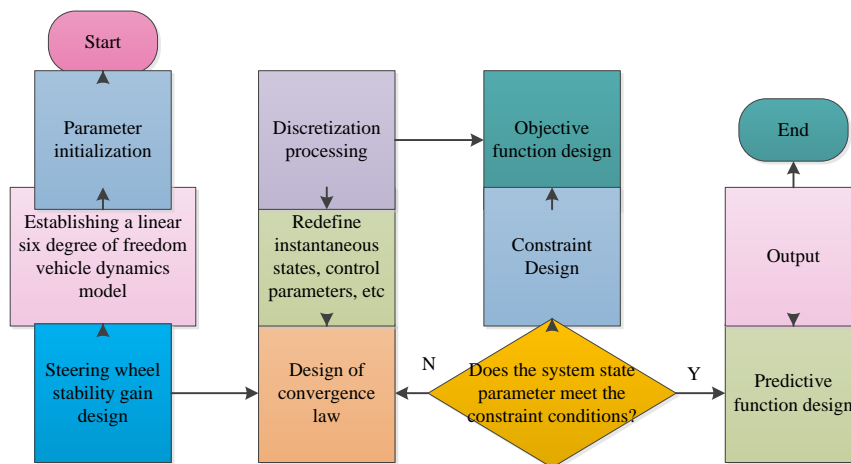 Start
Parameter
initialization
Establishing a linear
six degree of freedom
vehicle dynamics
model
Steering wheel
stability gain
design
Discretization
processing
Redefine
instantaneous
states, control
parameters, etc
Design of
convergence
law
Objective
function design
Constraint
Design
N
Does the system state
parameter meet the
constraint conditions?
Y
End
Output
Predictive
function design